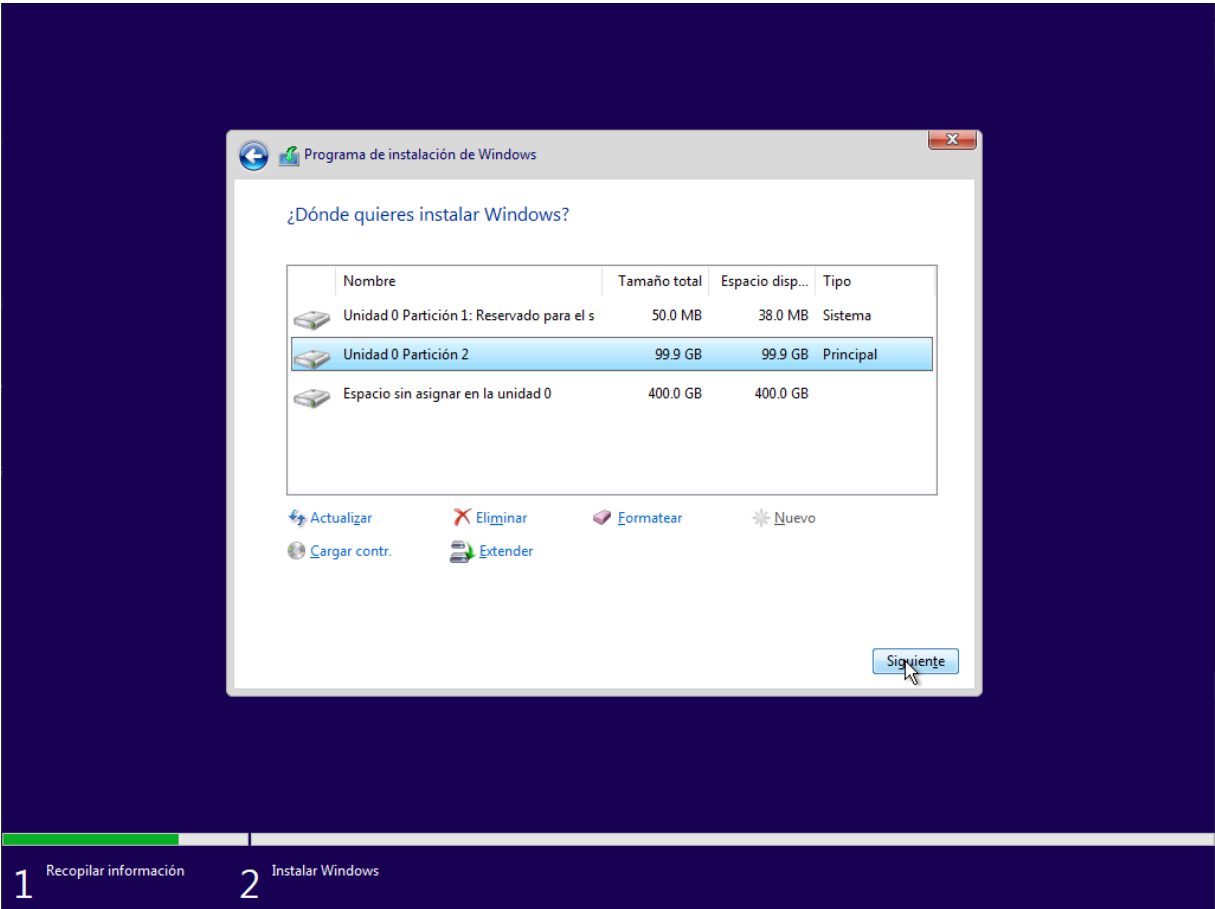 Programa de instalación de Windows
¿Dónde quieres instalar Windows?
Nombre Tamaño total Espacio disp... Tipo
Unidad 0 Partición 1: Reservado para el s 50.0 MB 38.0 MB Sistema
Unidad 0 Partición 2 99.9 GB 99.9 GB Principal
Espacio sin asignar en la unidad 0 400.0 GB 400.0 GB
Actualizar Eliminar Formatear Nuevo
Cargar contr. Extender
Siguiente
1 Recopilar información 2 Instalar Windows